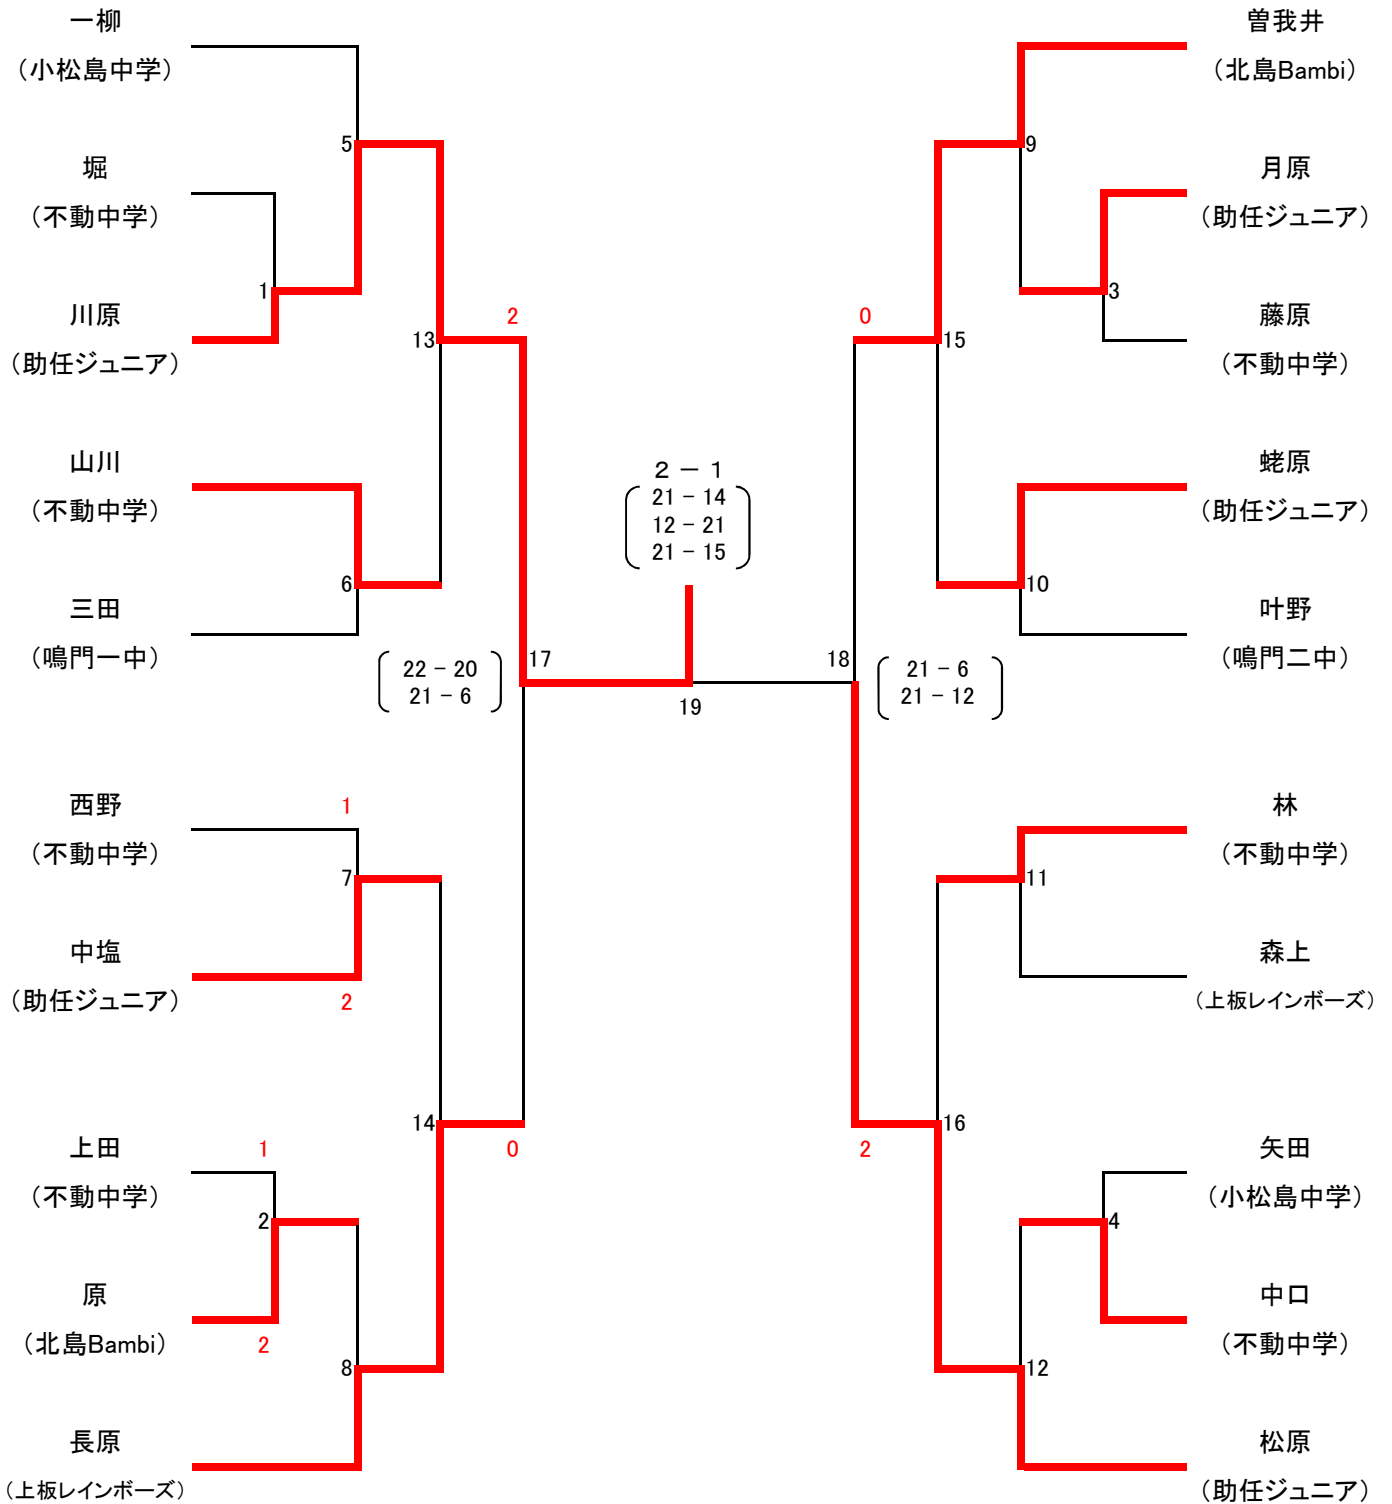 一柳
（小松島中学）
5
堀
（不動中学）
1
川原
（助任ジュニア）
13
2
山川
（不動中学）
6
三田
（鳴門一中）
22 − 20
21 − 6
17
西野
1
（不動中学）
7
中塩
（助任ジュニア）
2
上田
1
（不動中学）
14
0
2
原
（北島Bambi）
2
8
長原
（上板レインボーズ）
2 − 1
21 − 14
12 − 21
21 − 15
19
曽我井
（北島Bambi）
9
月原
（助任ジュニア）
3
藤原
（不動中学）
0
15
蛯原
（助任ジュニア）
10
叶野
（鳴門二中）
18
21 − 6
21 − 12
林
（不動中学）
11
森上
（上板レインボーズ）
16
2
矢田
（小松島中学）
4
中口
（不動中学）
12
松原
（助任ジュニア）